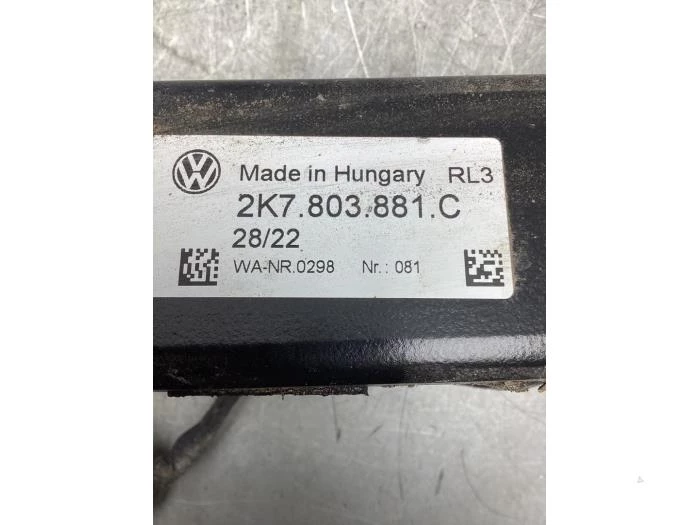 Made in Hungary RL3
2K7.803.881.C
28/22
WA-NR.0298 Nr.: 081